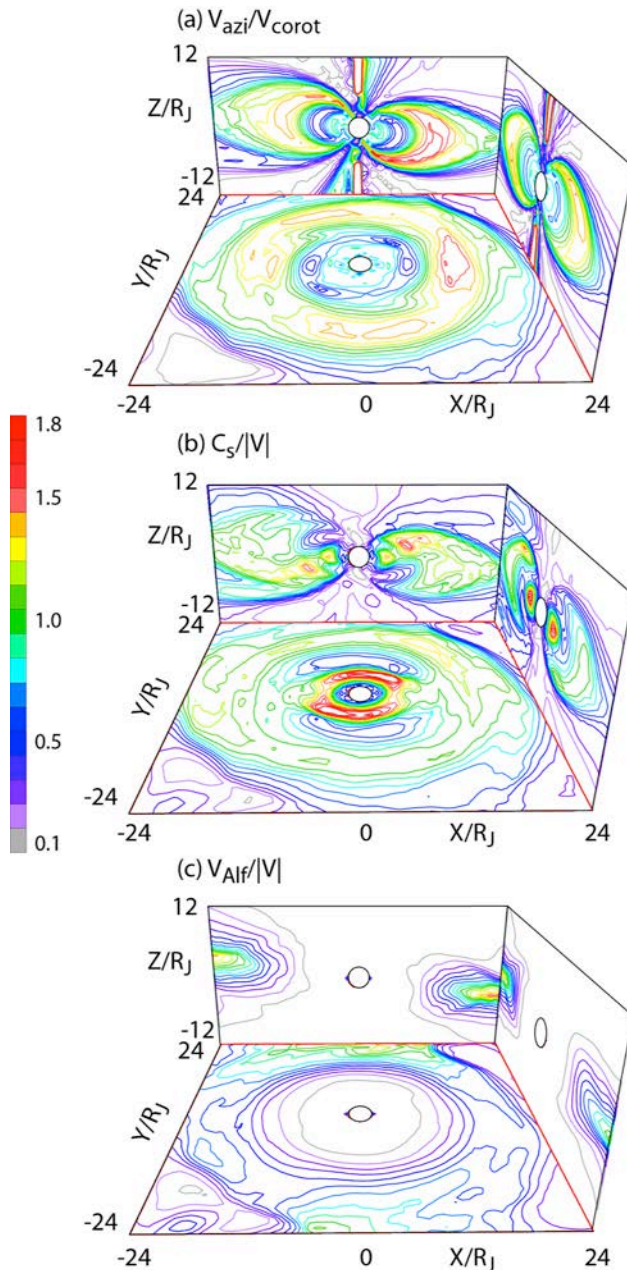 (a) V_azi/V_corot
12
Z/R_J
-12
24
Y/R_J
-24
-24 0 X/R_J 24
1.8
1.5
1.0
0.5
0.1
(b) C_s/|V|
12
Z/R_J
-12
24
Y/R_J
-24
-24 0 X/R_J 24
(c) V_Alf/|V|
12
Z/R_J
-12
24
Y/R_J
-24
-24 0 X/R_J 24